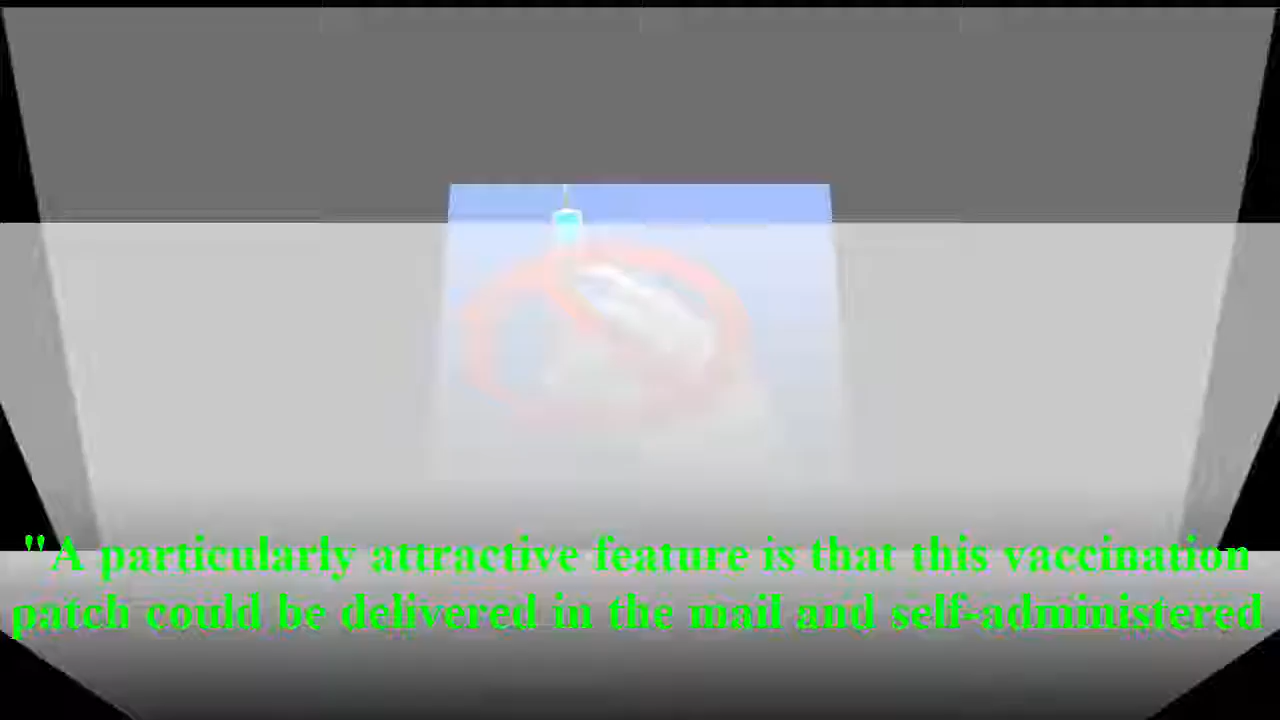 "A particularly attractive feature is that this vaccination
patch could be delivered in the mail and self-administered